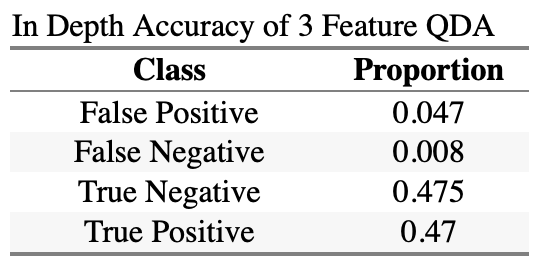 In Depth Accuracy of 3 Feature QDA
Class Proportion
False Positive 0.047
False Negative 0.008
True Negative 0.475
True Positive 0.47